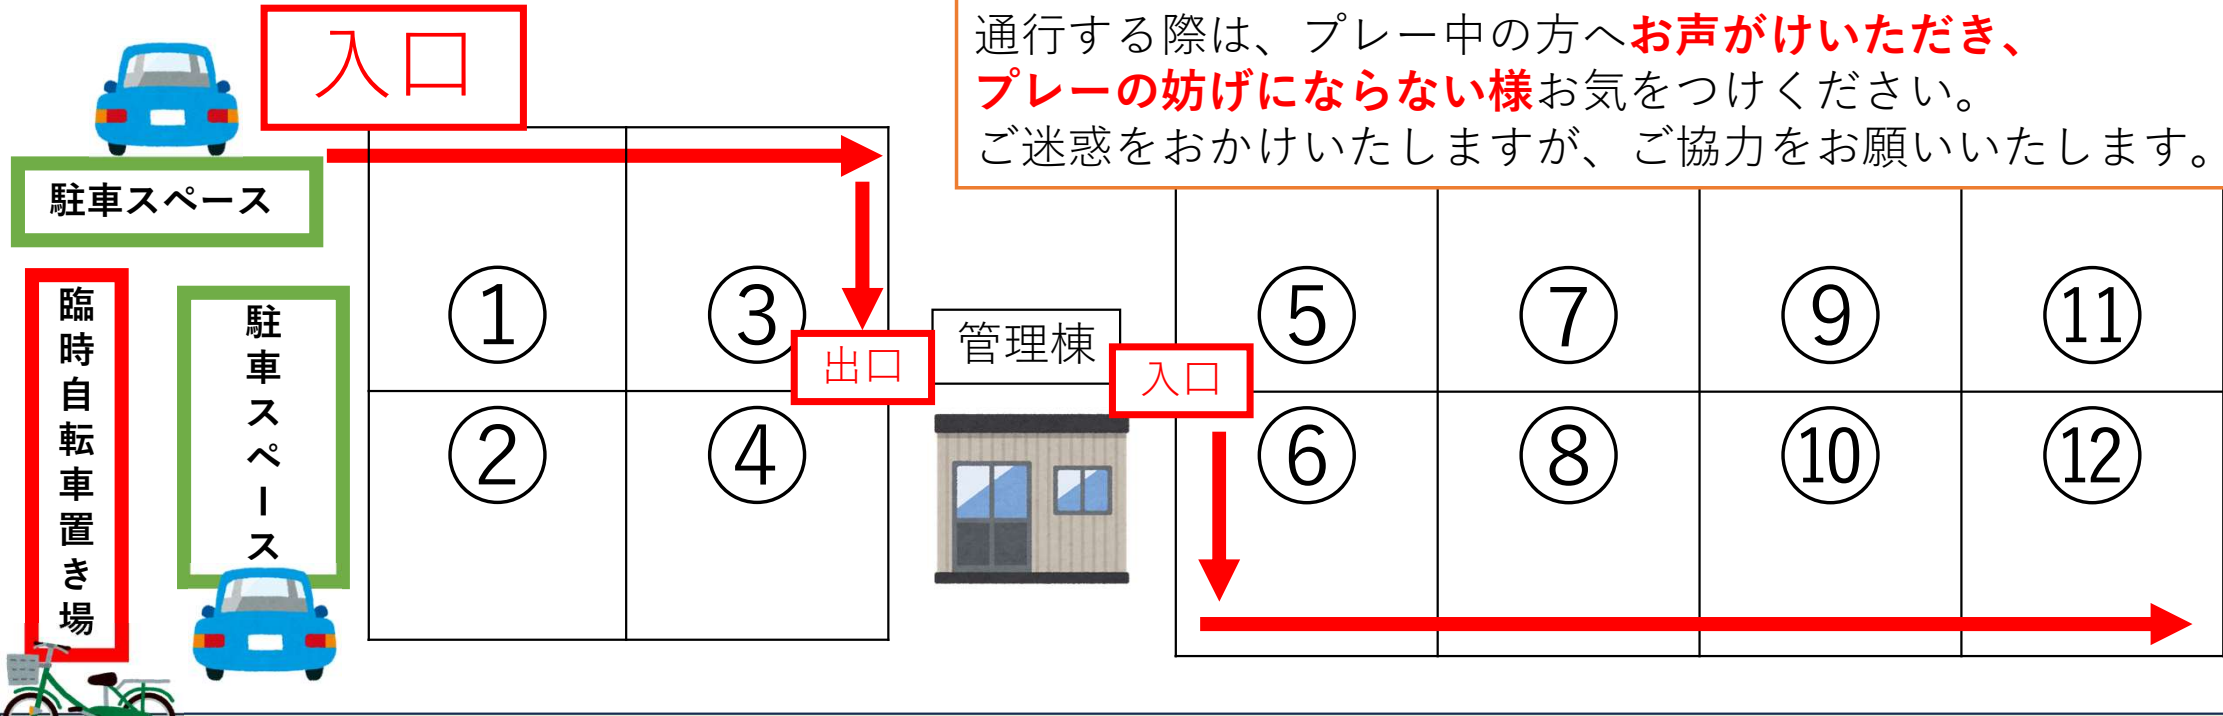 通行する際は、プレー中の方へお声がけいただき、
プレーの妨げにならない様お気をつけください。
ご迷惑をおかけいたしますが、ご協力をお願いいたします。
入口
駐車スペース
臨時自転車置き場
駐車スペース
①
③
②
④
出口
管理棟
入口
⑤
⑦
⑨
⑪
⑥
⑧
⑩
⑫